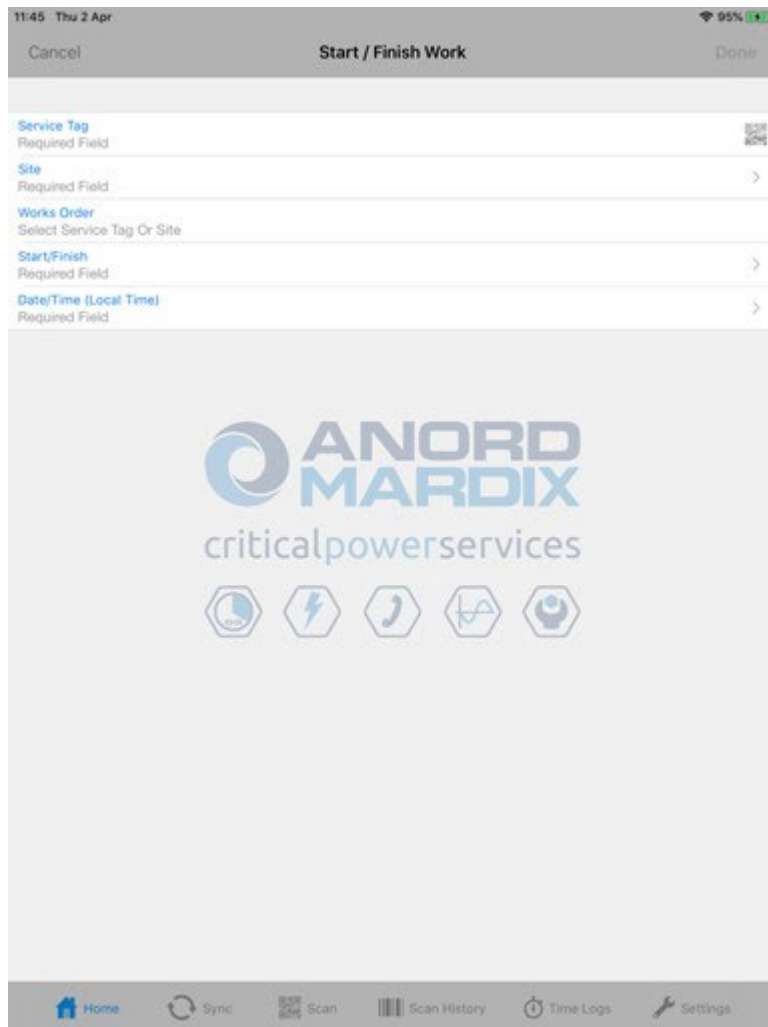 11:45 Thu 2 Apr
95%
Cancel
Start / Finish Work
Done
Service Tag
Required Field
Site
Required Field
Works Order
Select Service Tag Or Site
Start/Finish
Required Field
Date/Time (Local Time)
Required Field
ANORD
MARDIX
criticalpowerservices
Home
Sync
Scan
Scan History
Time Logs
Settings